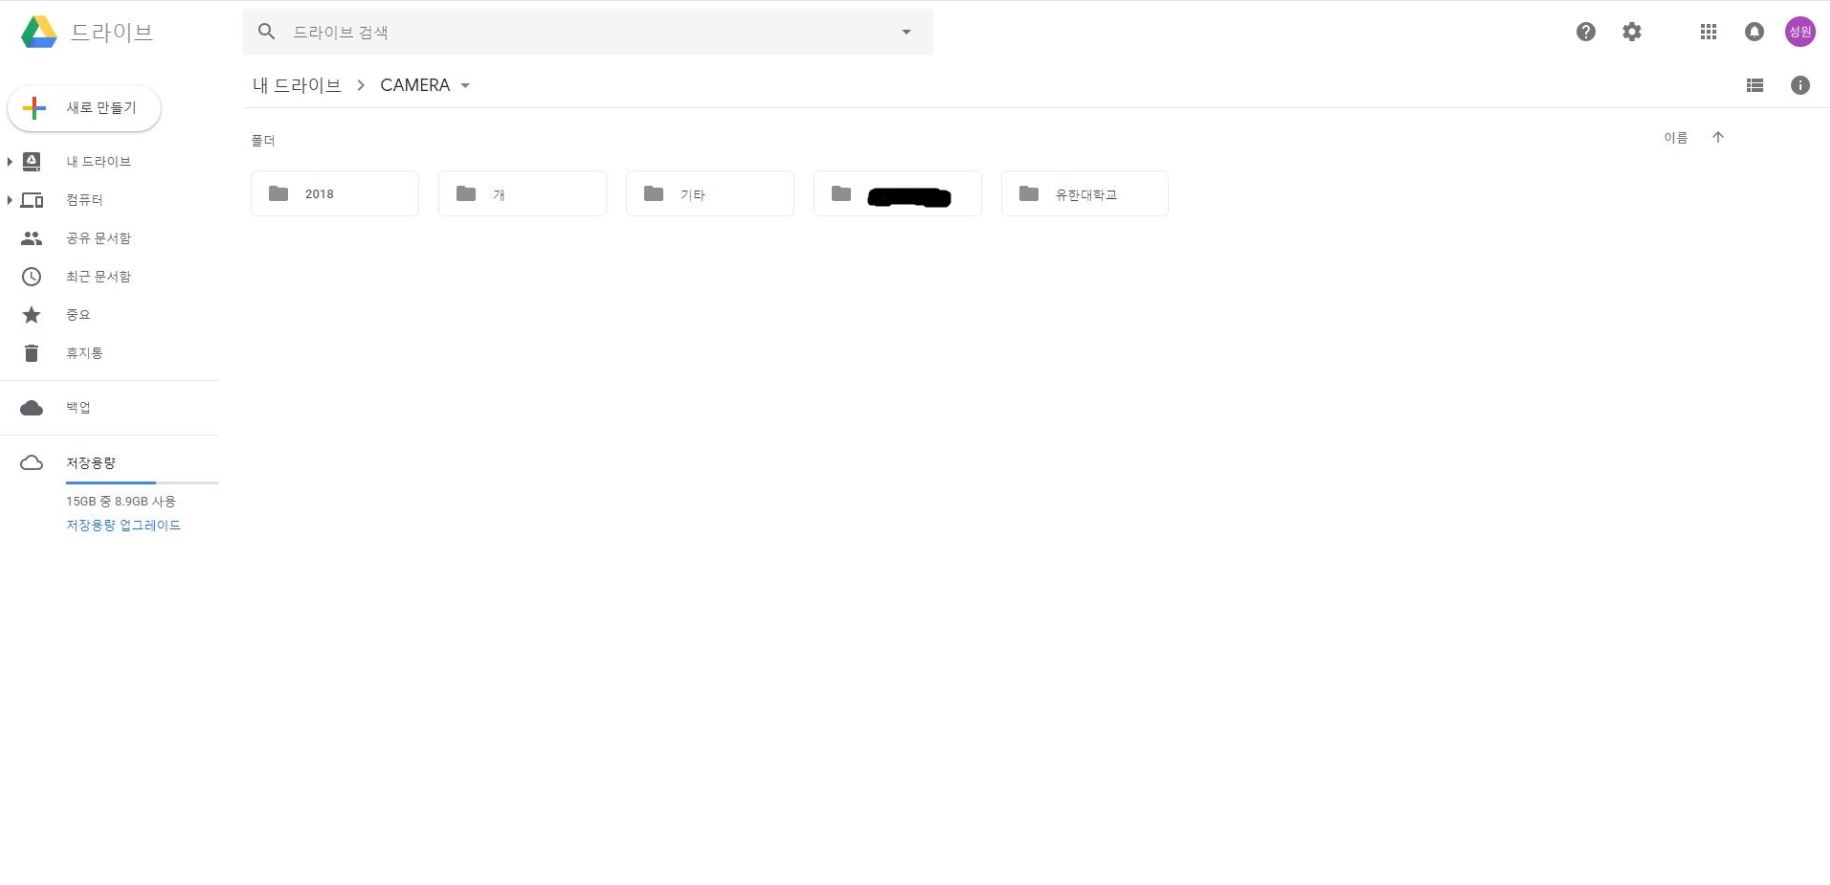 드라이브
드라이브 검색
성원
내 드라이브 > CAMERA
새로 만들기
내 드라이브
컴퓨터
공유 문서함
최근 문서함
중요
휴지통
백업
저장용량
15GB 중 8.9GB 사용
저장용량 업그레이드
폴더
이름
2018
개
기타
유한대학교